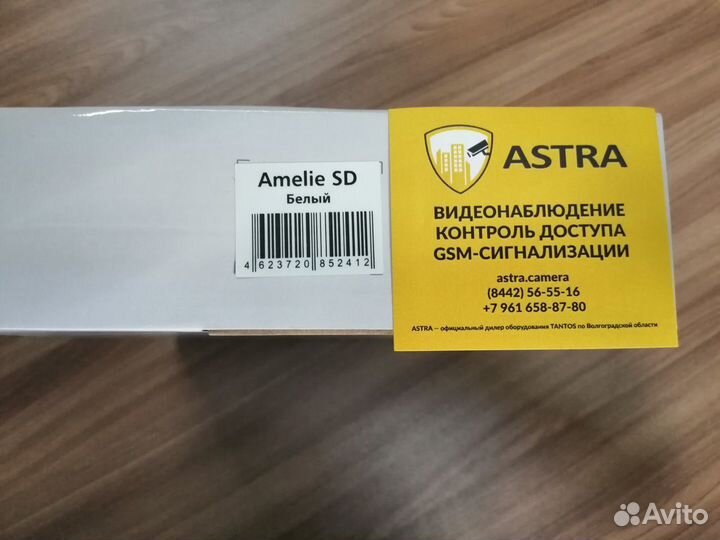 Amelie SD
Белый
4 623720 852412
ASTRA
ВИДЕОНАБЛЮДЕНИЕ
КОНТРОЛЬ ДОСТУПА
GSM-СИГНАЛИЗАЦИИ
astra.camera
(8442) 56-55-16
+7 961 658-87-80
ASTRA — официальный дилер оборудования TANTOS по Волгоградской области
Avito